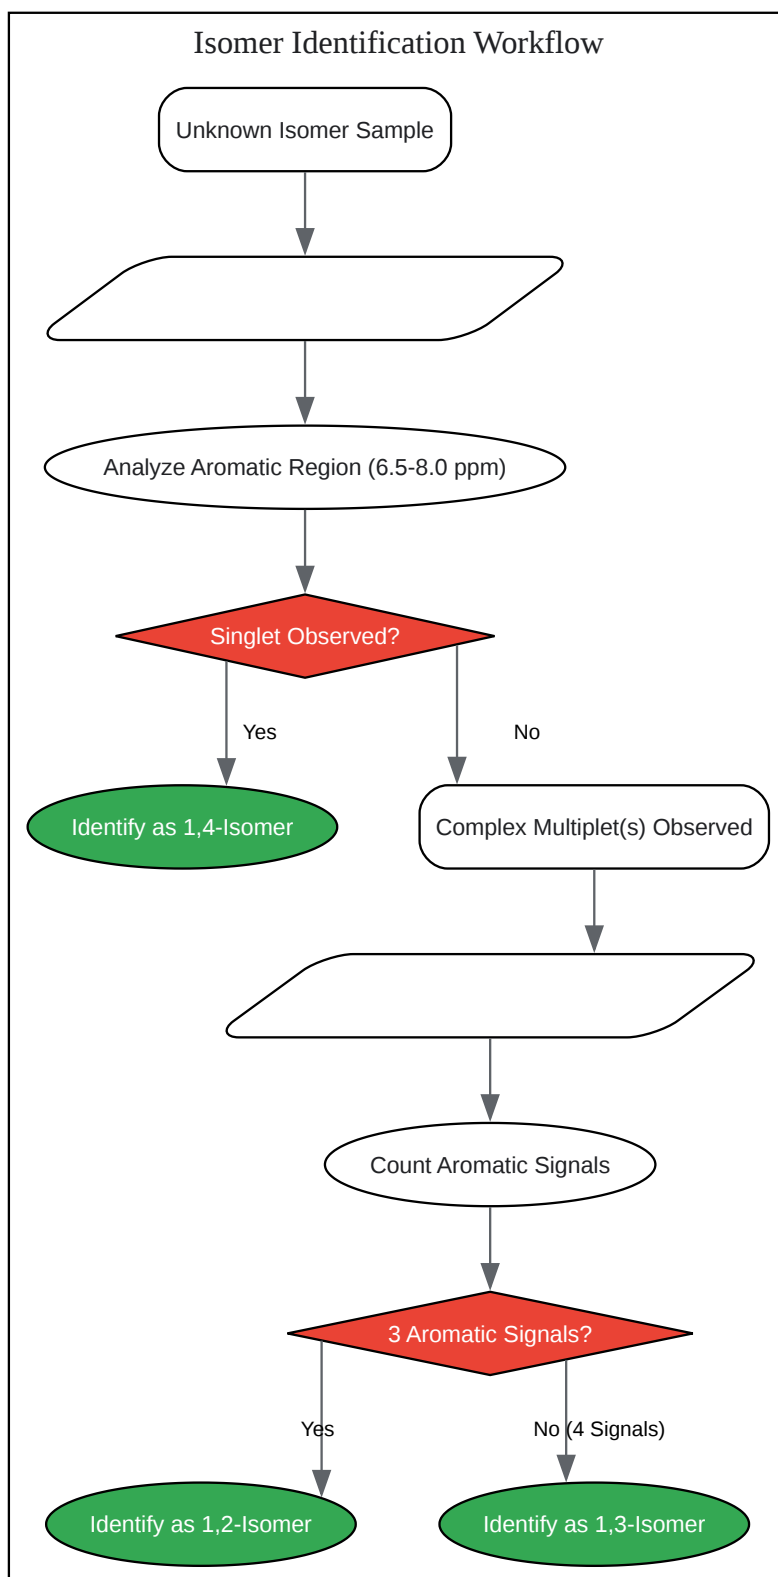 Isomer Identification Workflow
Unknown Isomer Sample
Analyze Aromatic Region (6.5-8.0 ppm)
Singlet Observed?
Yes
No
Identify as 1,4-Isomer
Complex Multiplet(s) Observed
Count Aromatic Signals
3 Aromatic Signals?
Yes
No (4 Signals)
Identify as 1,2-Isomer
Identify as 1,3-Isomer